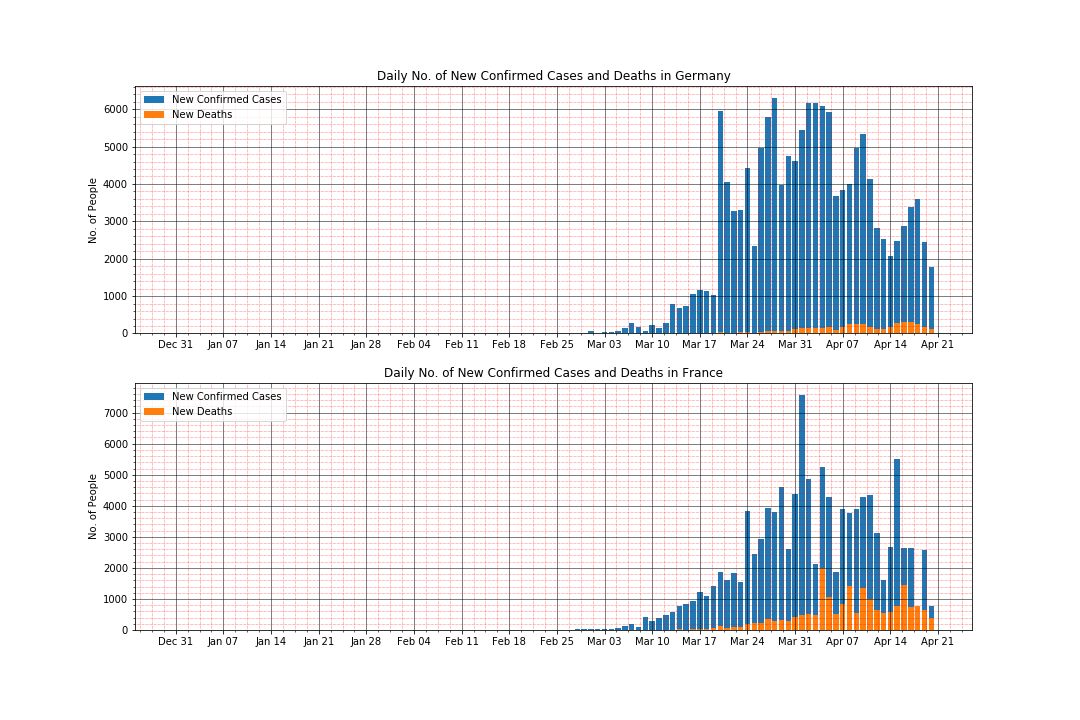 Daily No. of New Confirmed Cases and Deaths in Germany
New Confirmed Cases
New Deaths
No. of People
6000
5000
4000
3000
2000
1000
0
Dec 31 Jan 07 Jan 14 Jan 21 Jan 28 Feb 04 Feb 11 Feb 18 Feb 25 Mar 03 Mar 10 Mar 17 Mar 24 Mar 31 Apr 07 Apr 14 Apr 21
Daily No. of New Confirmed Cases and Deaths in France
New Confirmed Cases
New Deaths
No. of People
7000
6000
5000
4000
3000
2000
1000
0
Dec 31 Jan 07 Jan 14 Jan 21 Jan 28 Feb 04 Feb 11 Feb 18 Feb 25 Mar 03 Mar 10 Mar 17 Mar 24 Mar 31 Apr 07 Apr 14 Apr 21